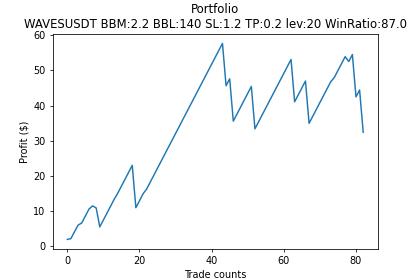 Portfolio
WAVESUSDT BBM:2.2 BBL:140 SL:1.2 TP:0.2 lev:20 WinRatio:87.0
60
50
40
30
20
10
0
Profit ($)
0 20 40 60 80
Trade counts